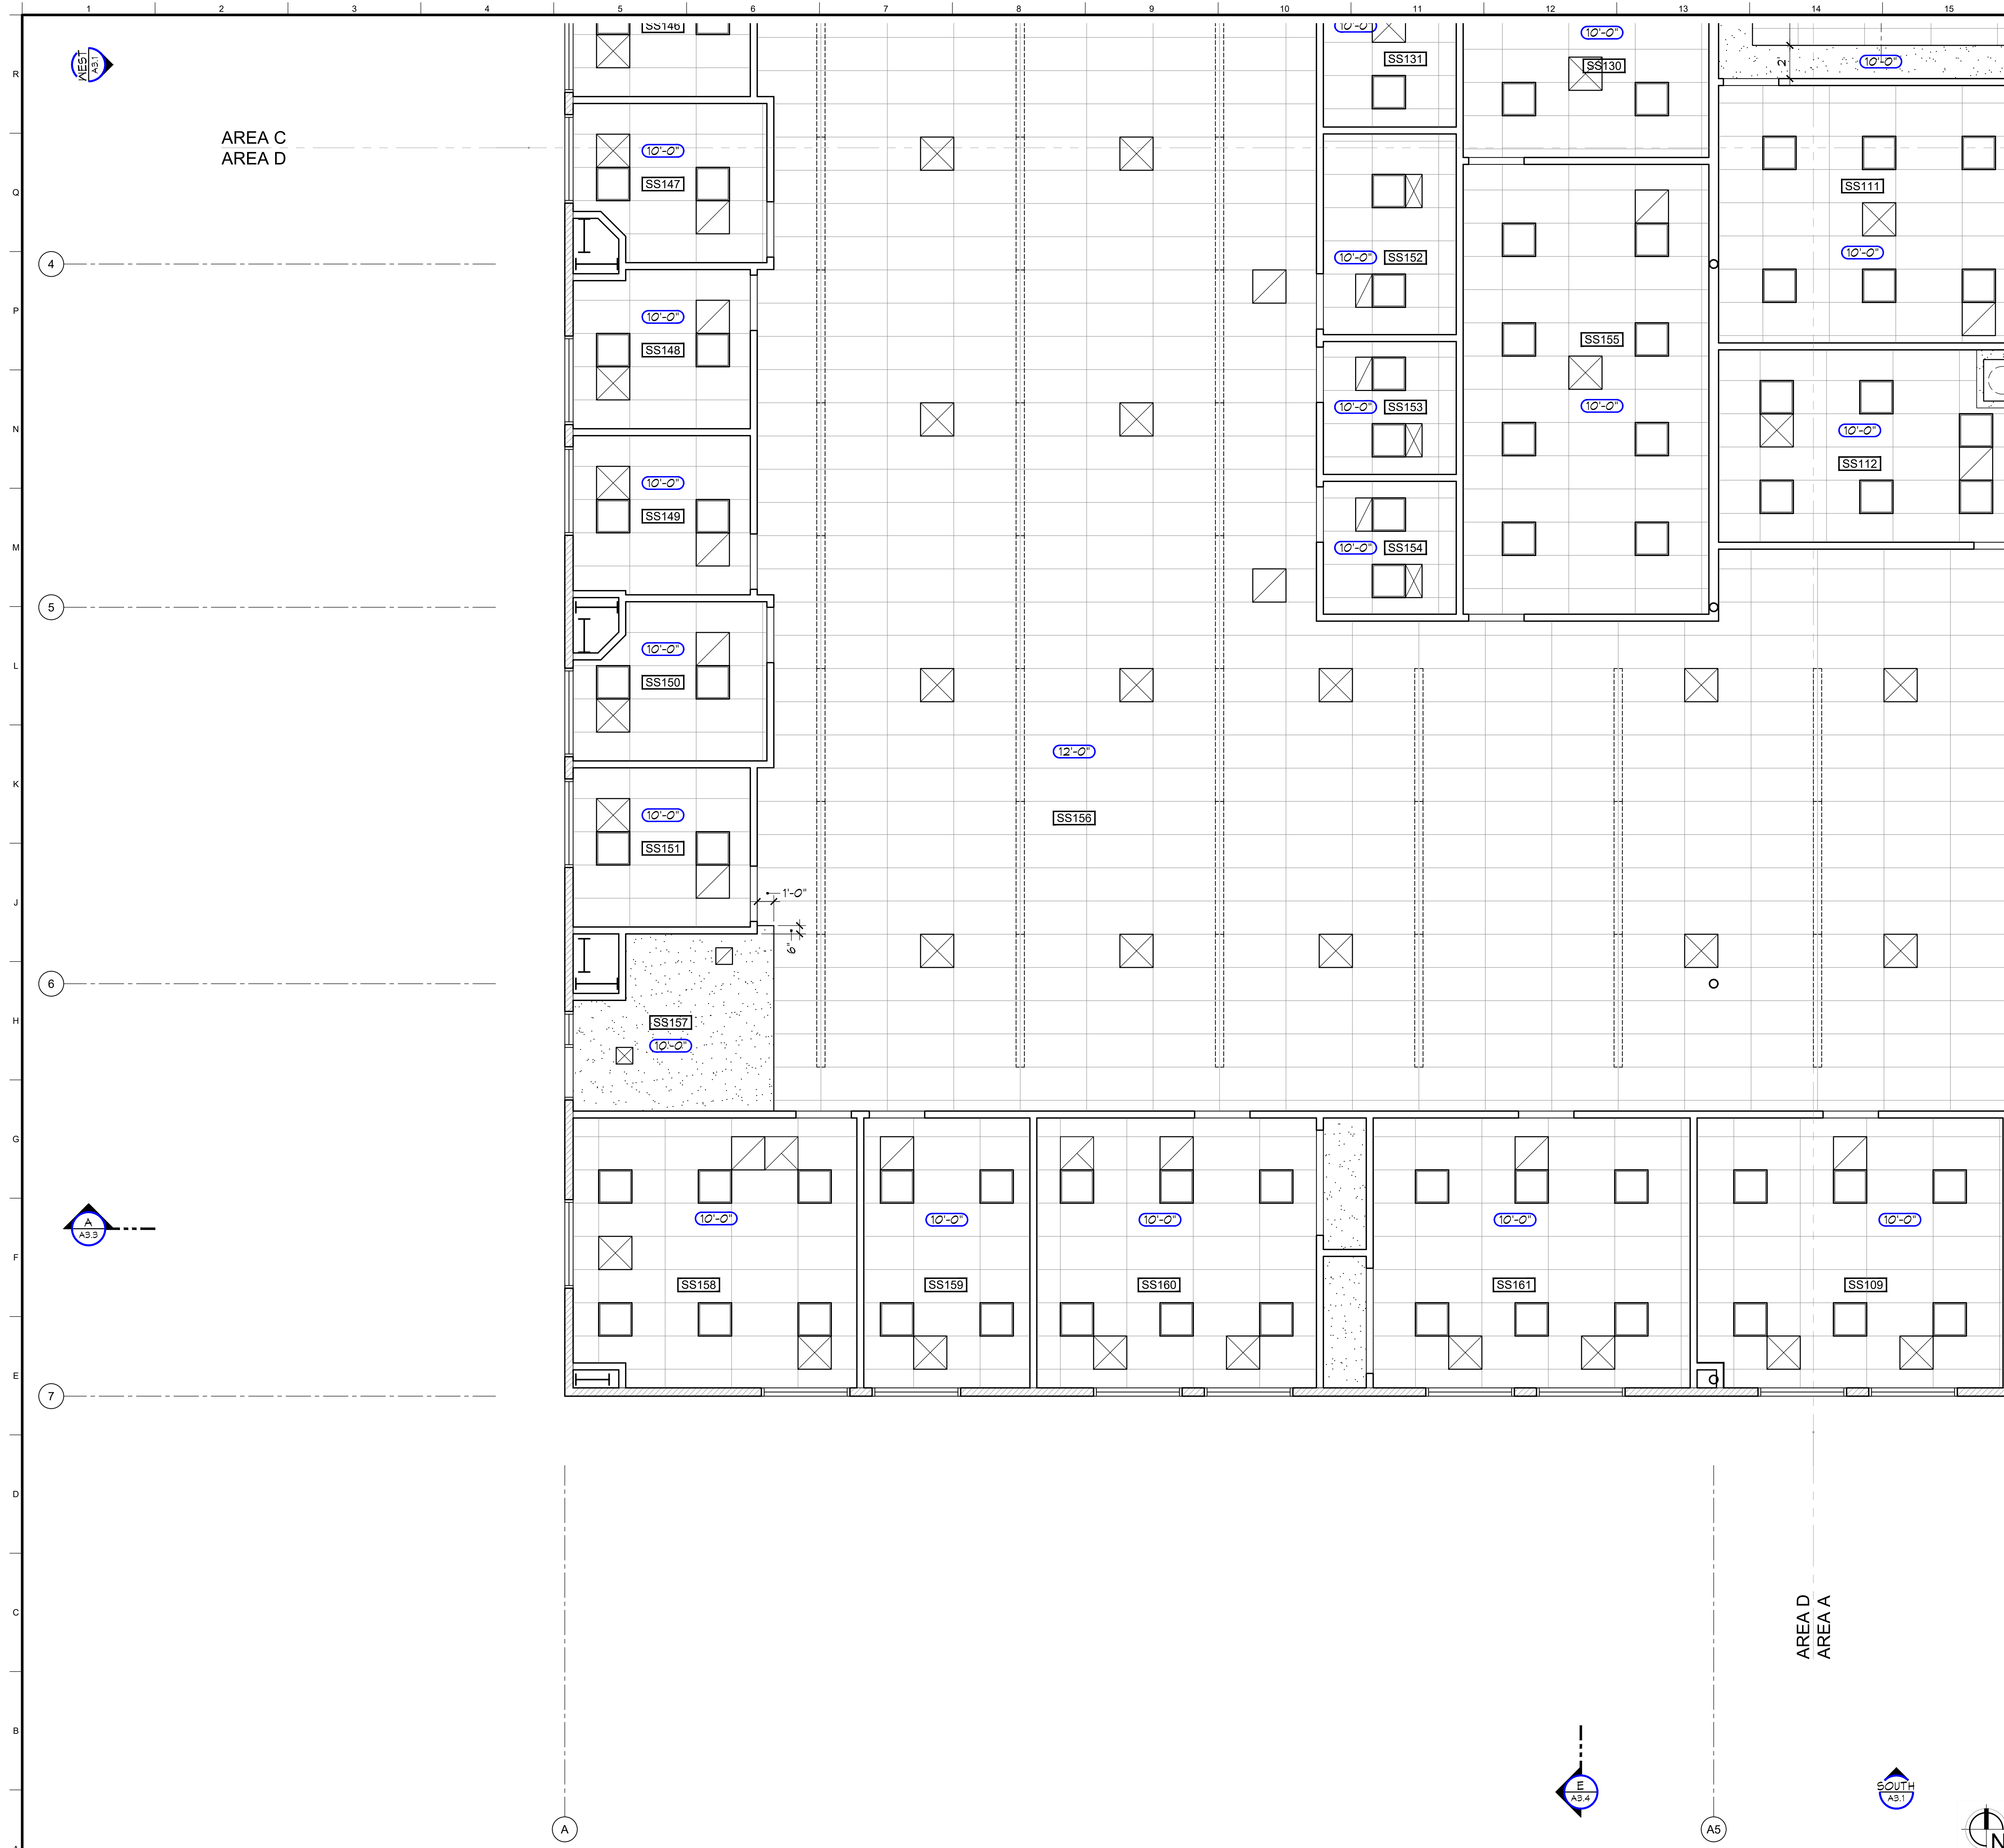 1 2 3 4 5 6 7 8 9 10 11 12 13 14 15
R
WEST
A3.1
SS146
10'-0"
SS131
10'-0"
SS130
2'
10'-0"
AREA C
AREA D
Q
10'-0"
SS147
SS111
10'-0"
4
10'-0"
SS152
P
10'-0"
SS148
SS155
10'-0"
10'-0"
SS153
N
10'-0"
SS112
10'-0"
SS149
M
10'-0"
SS154
5
L
10'-0"
SS150
12'-0"
K
10'-0"
SS156
SS151
J
1'-0"
6"
6
H
SS157
10'-0"
G
A
A3.3
10'-0"
10'-0"
10'-0"
10'-0"
10'-0"
F
SS158
SS159
SS160
SS161
SS109
E
7
D
C
AREA D
AREA A
B
E
A3.4
SOUTH
A3.1
A
A5
N